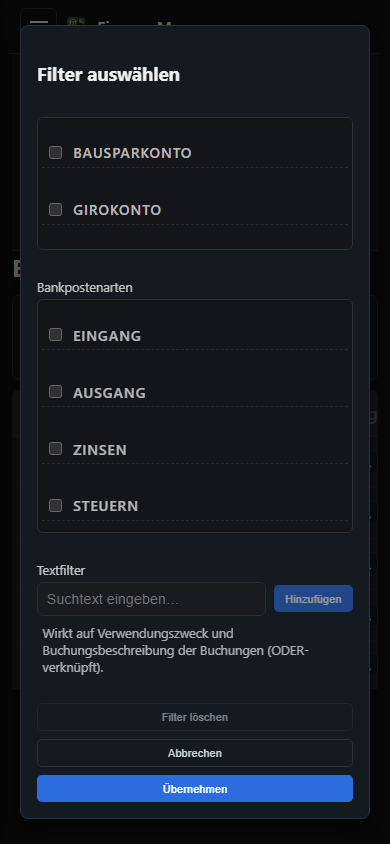 Filter auswählen
BAUSPARKONTO
GIROKONTO
Bankpostenarten
EINGANG
AUSGANG
ZINSEN
STEUERN
Textfilter
Suchtext eingeben...
Hinzufügen
Wirkt auf Verwendungszweck und
Buchungsbeschreibung der Buchungen (ODER-
verknüpft).
Filter löschen
Abbrechen
Übernehmen